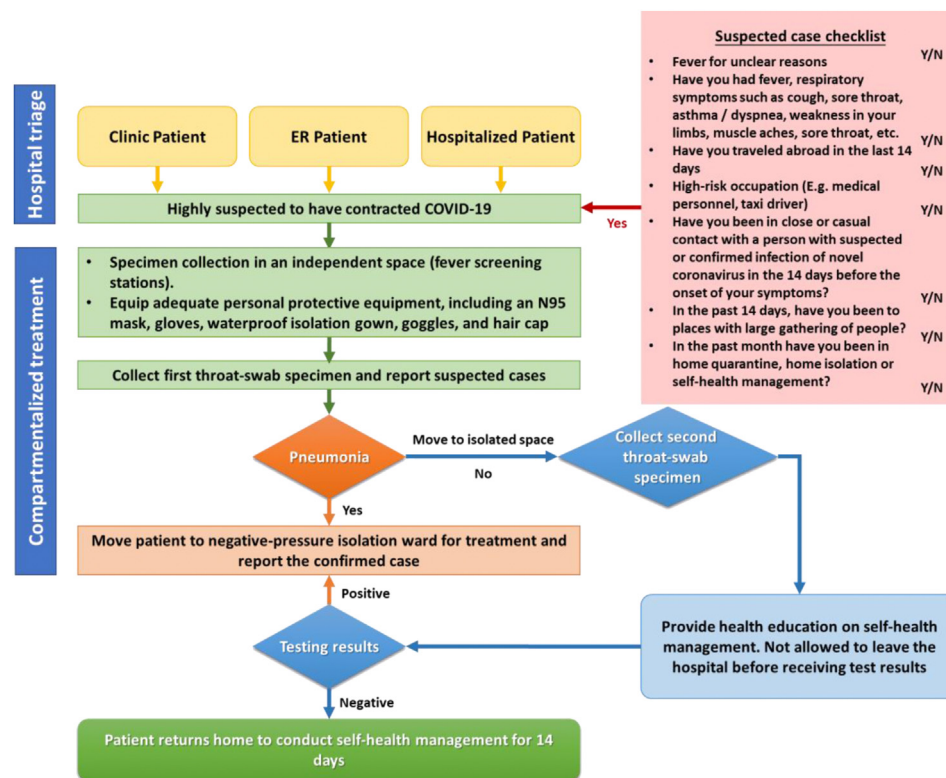 Suspected case checklist
Y/N
• Fever for unclear reasons
• Have you had fever, respiratory
symptoms such as cough, sore throat,
asthma / dyspnea, weakness in your
limbs, muscle aches, sore throat, etc.
Y/N
• Have you traveled abroad in the last 14
days
Y/N
• High-risk occupation (E.g. medical
personnel, taxi driver)
Y/N
• Have you been in close or casual
contact with a person with suspected
or confirmed infection of novel
coronavirus in the 14 days before the
onset of your symptoms?
Y/N
• In the past 14 days, have you been to
places with large gathering of people?
Y/N
• In the past month have you been in
home quarantine, home isolation or
self-health management?
Y/N
Yes
Hospital triage
Clinic Patient
ER Patient
Hospitalized Patient
Highly suspected to have contracted COVID-19
Compartmentalized treatment
• Specimen collection in an independent space (fever screening
stations).
• Equip adequate personal protective equipment, including an N95
mask, gloves, waterproof isolation gown, goggles, and hair cap
Collect first throat-swab specimen and report suspected cases
Pneumonia
Move to isolated space
No
Collect second
throat-swab
specimen
Yes
Move patient to negative-pressure isolation ward for treatment and
report the confirmed case
Positive
Testing results
Provide health education on self-health
management. Not allowed to leave the
hospital before receiving test results
Negative
Patient returns home to conduct self-health management for 14
days